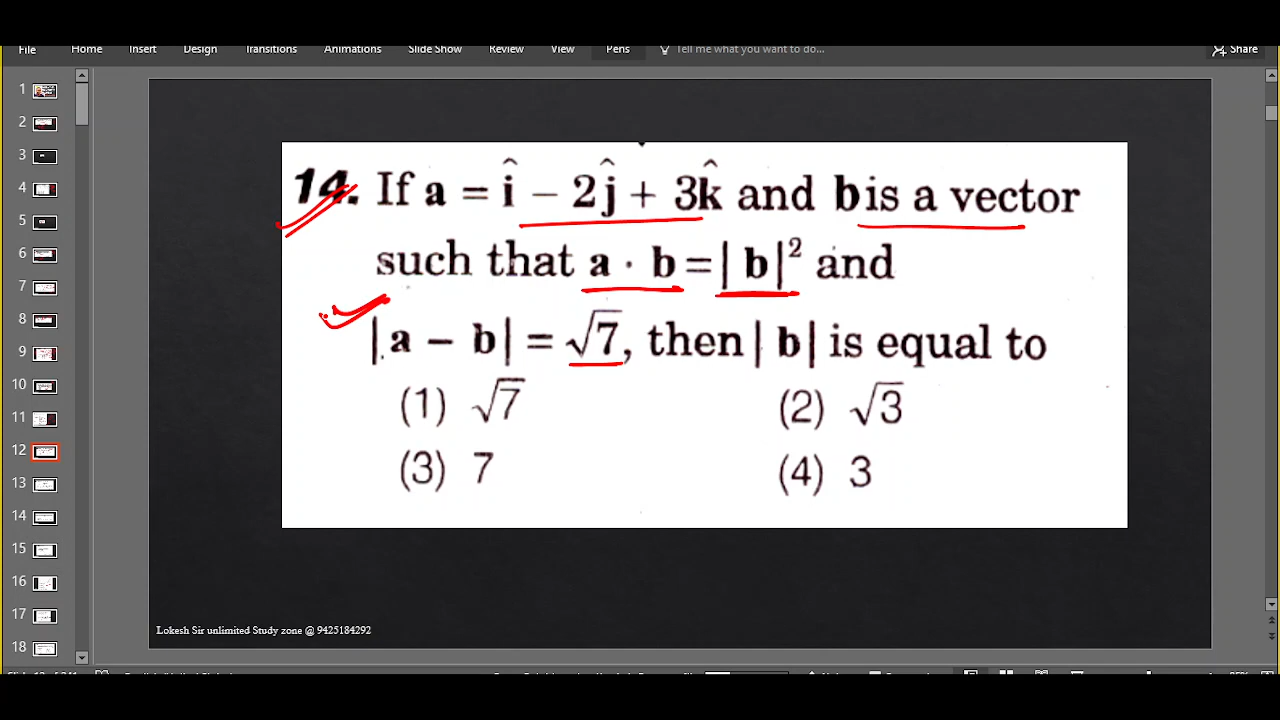 File Home Insert Design Transitions Animations Slide Show Review View Pens Tell me what you want to do... Share
1
2
3
4
5
6
7
8
9
10
11
12
13
14
15
16
17
18
14. If a = î − 2ĵ + 3k̂ and b is a vector
such that a · b = | b |² and
| a − b | = √7, then | b | is equal to
(1) √7 (2) √3
(3) 7 (4) 3
Lokesh Sir unlimited Study zone @ 9425184292